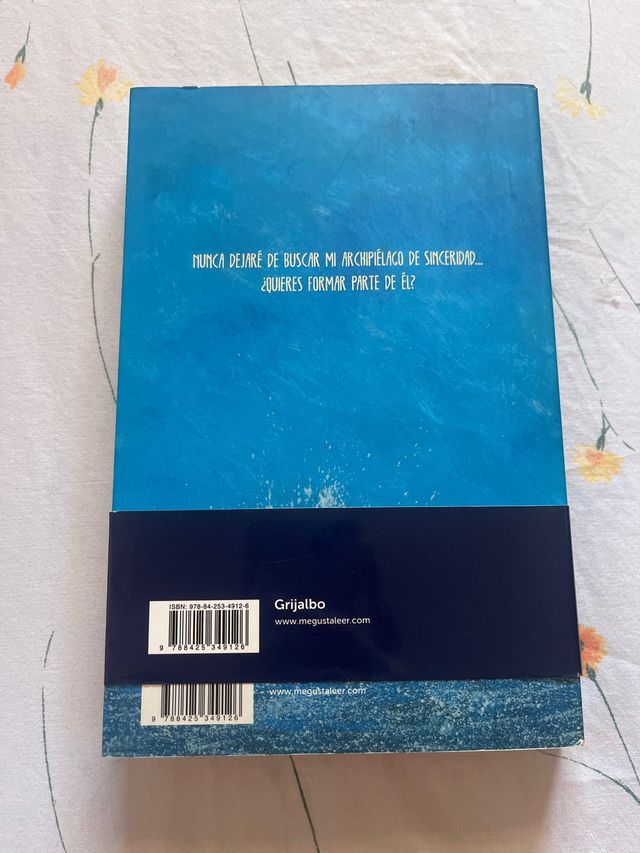 NUNCA DEJARÉ DE BUSCAR MI ARCHIPIÉLAGO DE SINCERIDAD...
¿QUIERES FORMAR PARTE DE ÉL?
ISBN: 978-84-253-4912-6
9 788425 349126
Grijalbo
www.megustaleer.com
www.megustaleer.com
9 788425 349126